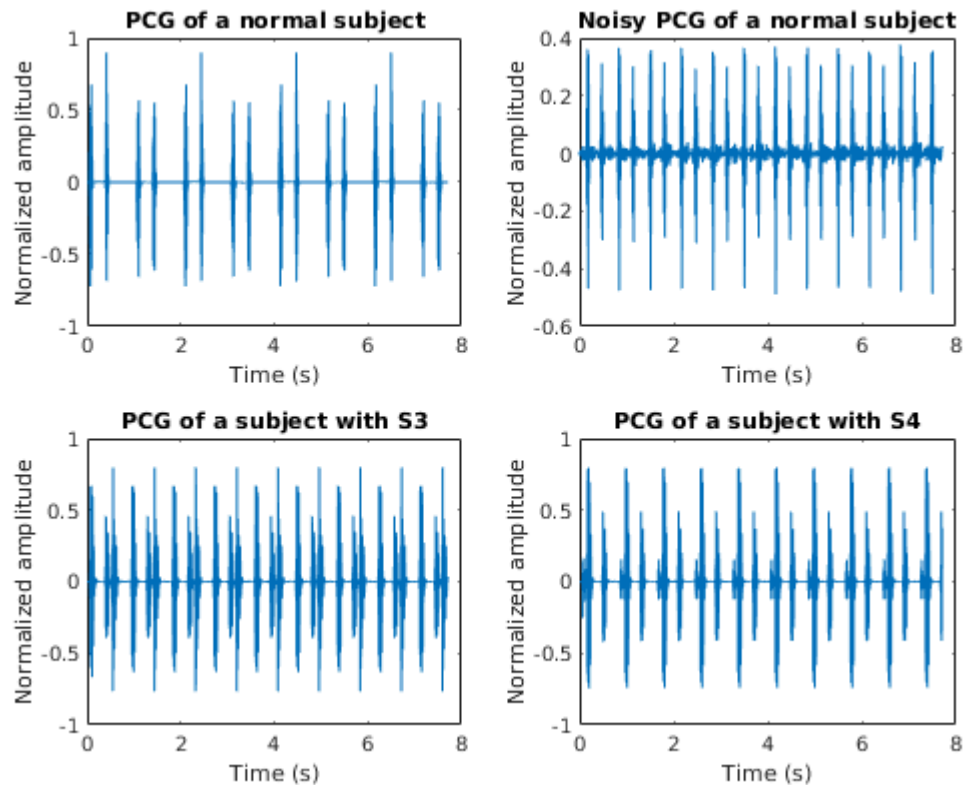 PCG of a normal subject
Normalized amplitude
1
0.5
0
-0.5
-1
0 2 4 6 8
Time (s)
Noisy PCG of a normal subject
Normalized amplitude
0.4
0.2
0
-0.2
-0.4
-0.6
0 2 4 6 8
Time (s)
PCG of a subject with S3
Normalized amplitude
1
0.5
0
-0.5
-1
0 2 4 6 8
Time (s)
PCG of a subject with S4
Normalized amplitude
1
0.5
0
-0.5
-1
0 2 4 6 8
Time (s)